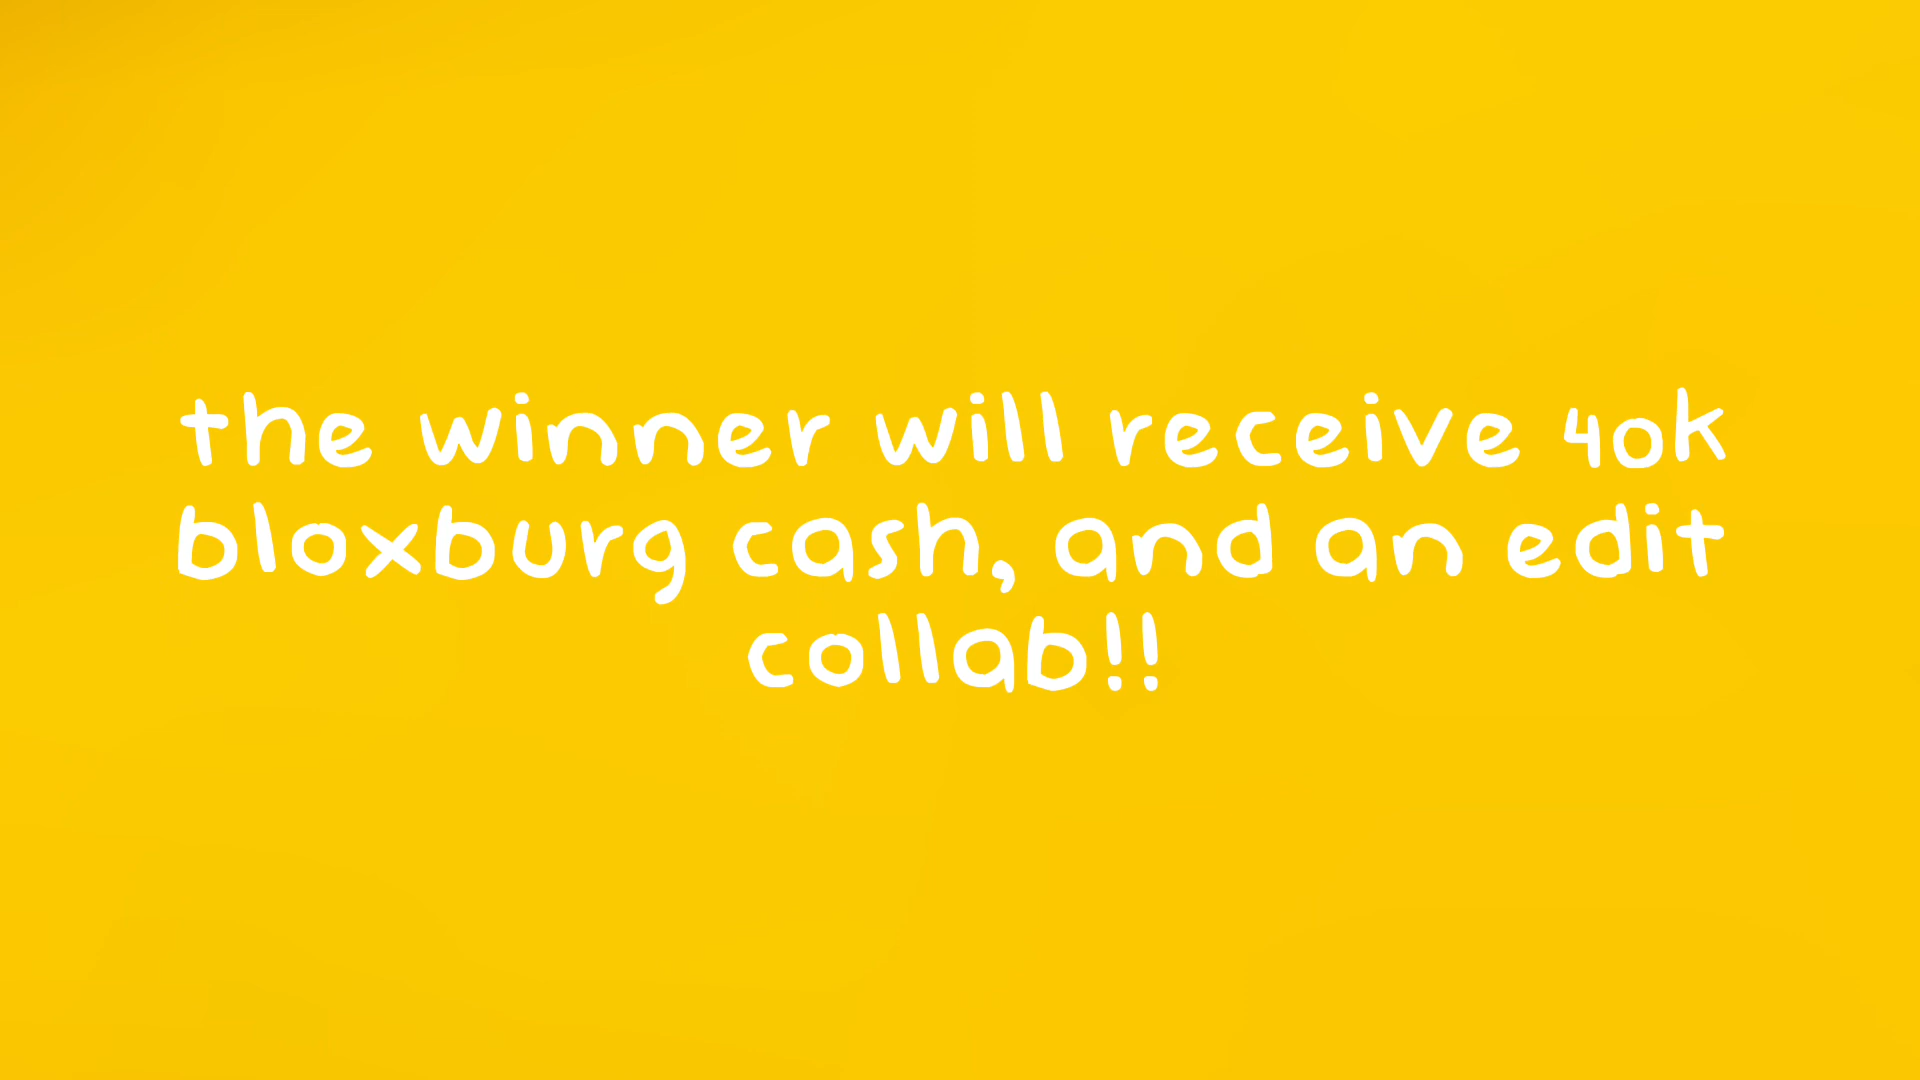 the winner will receive 40k
bloxburg cash, and an edit
collab!!